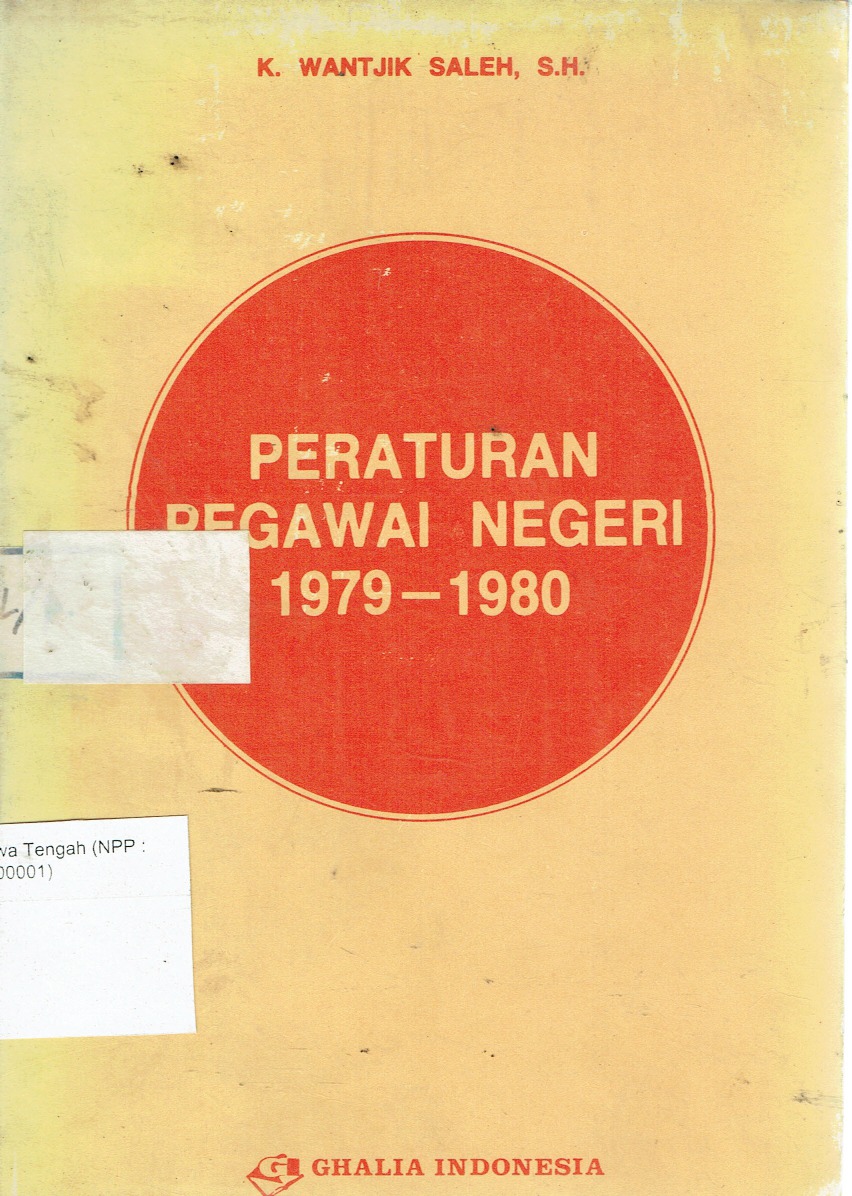 K. WANTJIK SALEH, S.H.
PERATURAN
PEGAWAI NEGERI
1979–1980
wa Tengah (NPP :
00001)
G GHALIA INDONESIA